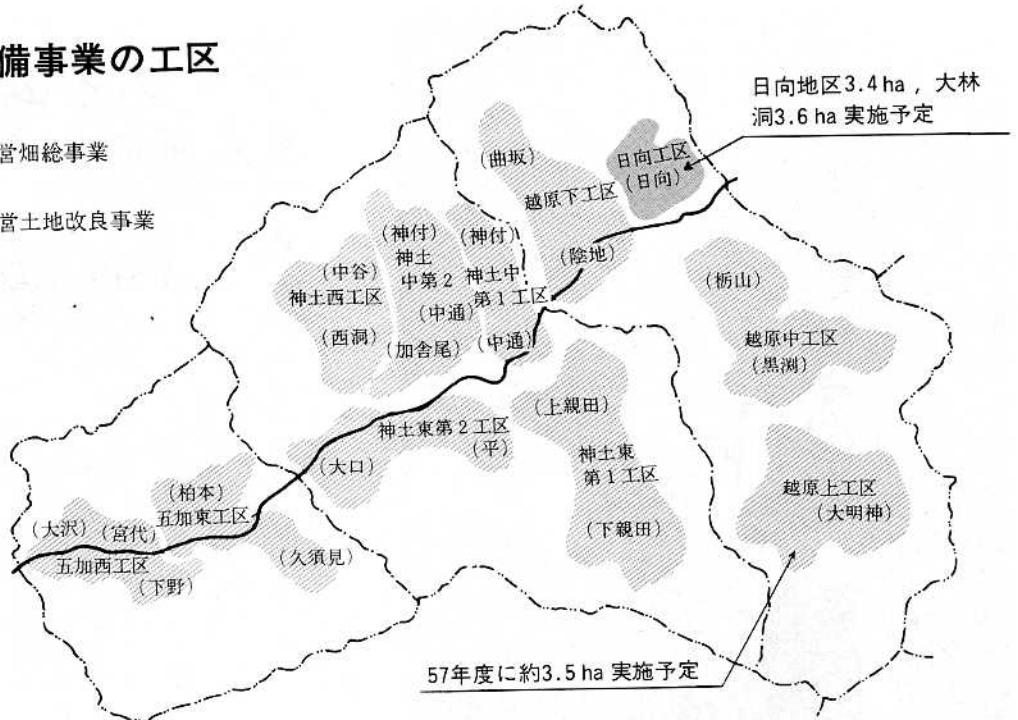 備事業の工区
営畑総事業
営土地改良事業
日向地区3.4 ha，大林
洞3.6 ha 実施予定
(曲坂)
日向工区
(日向)
越原下工区
(陰地)
(神付)
神土
中第2
(中通)
(加舎尾)
(神付)
神土中
第1工区
(中通)
(中谷)
神土西工区
(西洞)
(栃山)
越原中工区
(黒渕)
(上親田)
神土東
第1工区
(下親田)
神土東第2工区
(平)
(大口)
越原上工区
(大明神)
(柏本)
五加東工区
(大沢)
(宮代)
五加西工区
(下野)
(久須見)
57年度に約3.5 ha 実施予定